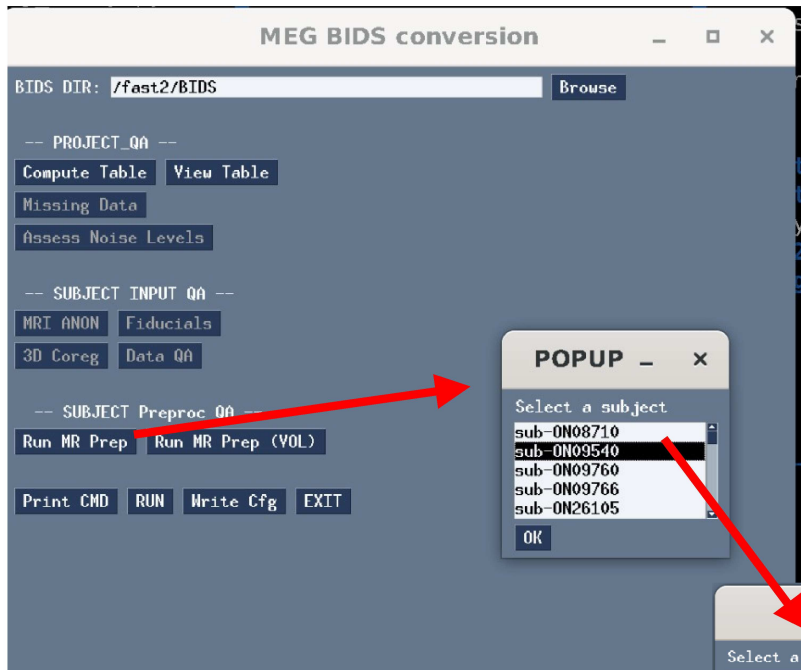 MEG BIDS conversion
BIDS DIR: /fast2/BIDS Browse
-- PROJECT_QA --
Compute Table View Table
Missing Data
Assess Noise Levels
-- SUBJECT INPUT QA --
MRI ANON Fiducials
3D Coreg Data QA
-- SUBJECT Preproc QA --
Run MR Prep Run MR Prep (VOL)
Print CMD RUN Write Cfg EXIT
POPUP
Select a subject
sub-ON08710
sub-ON09540
sub-ON09760
sub-ON09766
sub-ON26105
OK
Select a